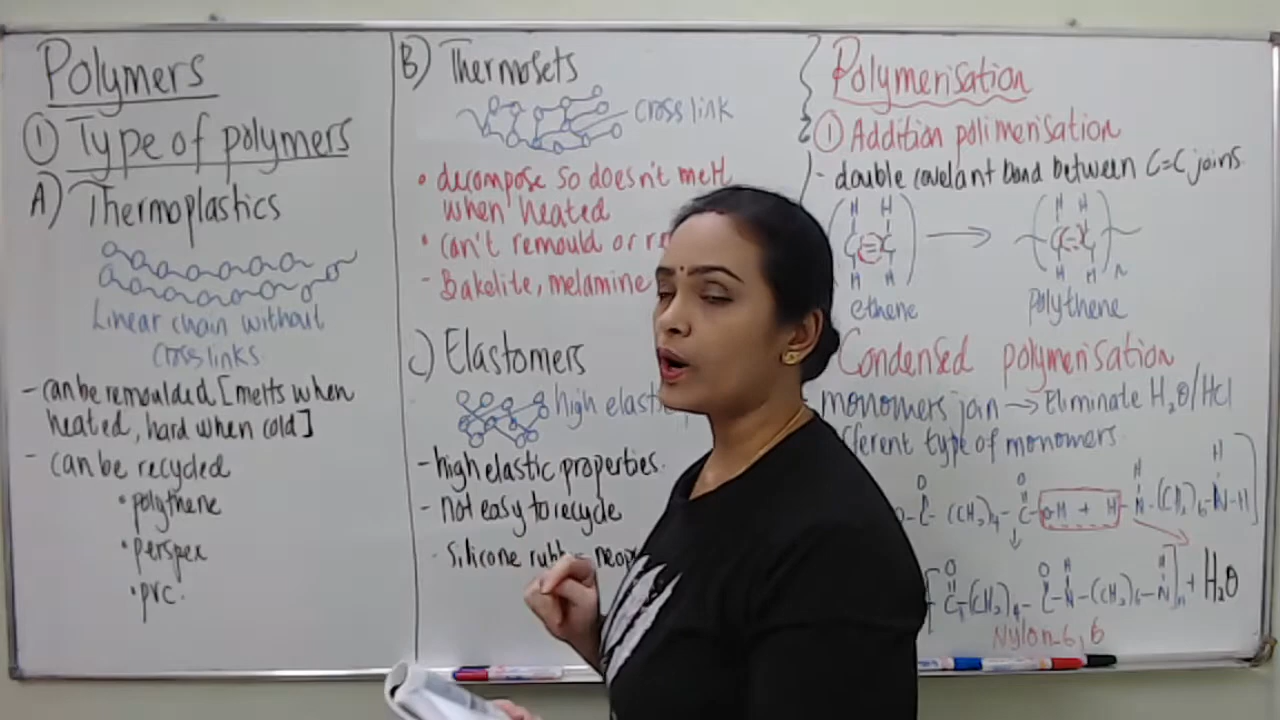 Polymers
① Type of polymers
A) Thermoplastics
Linear chain without
cross links
- can be remoulded [melts when
heated, hard when cold]
- can be recycled
• polythene
• perspex
• pvc.
B) Thermosets
cross link
• decompose so doesn't melt
when heated
• can't remould or
- Bakelite, melamine
C) Elastomers
high elastic
- high elastic properties.
- not easy to recycle
- Silicone rubber neop
Polymerisation
① Addition polimerisation
- double covelant bond between C=C joins
H H
C=C
H H
H H
C=C
H H
n
ethene
polythene
Condensed polymerisation
monomers join → Eliminate H₂O/HCl
fferent type of monomers.
O O H H
C-(CH₂)₄-C-OH + H-N-(CH₂)₆-N-H
O O H H
[C-(CH₂)₄-C-N-(CH₂)₆-N]n + H₂O
Nylon-6,6